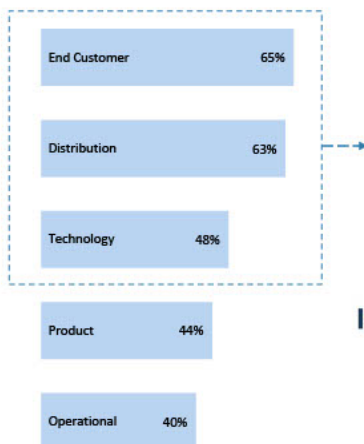 End Customer 65%
Distribution 63%
Technology 48%
Product 44%
Operational 40%